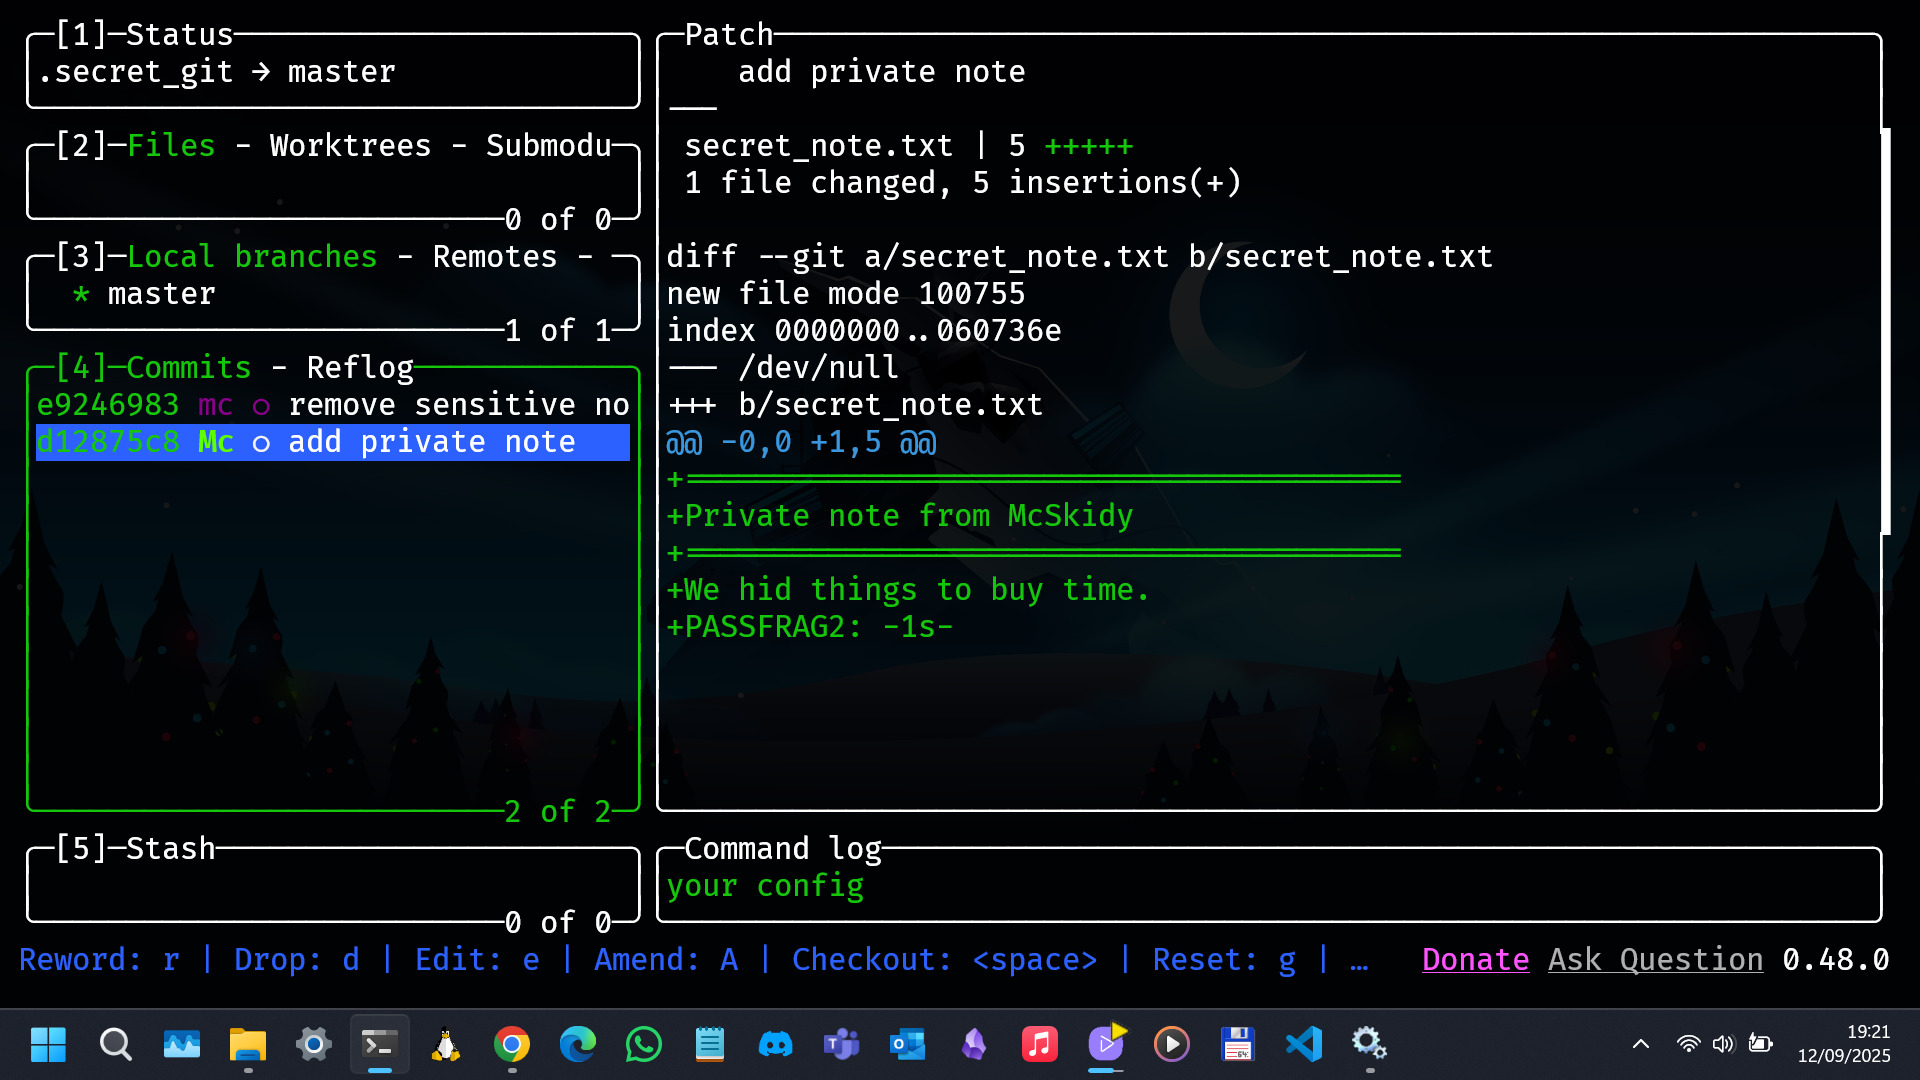 [1]─Status
.secret_git → master
[2]─Files - Worktrees - Submodu
0 of 0
[3]─Local branches - Remotes -
* master
1 of 1
[4]─Commits - Reflog
e9246983 mc ○ remove sensitive no
d12875c8 Mc ○ add private note
2 of 2
[5]─Stash
0 of 0
Patch
add private note
---
secret_note.txt | 5 +++++
1 file changed, 5 insertions(+)
diff --git a/secret_note.txt b/secret_note.txt
new file mode 100755
index 0000000..060736e
--- /dev/null
+++ b/secret_note.txt
@@ -0,0 +1,5 @@
+========================================
+Private note from McSkidy
+========================================
+We hid things to buy time.
+PASSFRAG2: -1s-
Command log
your config
Reword: r | Drop: d | Edit: e | Amend: A | Checkout: <space> | Reset: g | … Donate Ask Question 0.48.0
19:21
12/09/2025